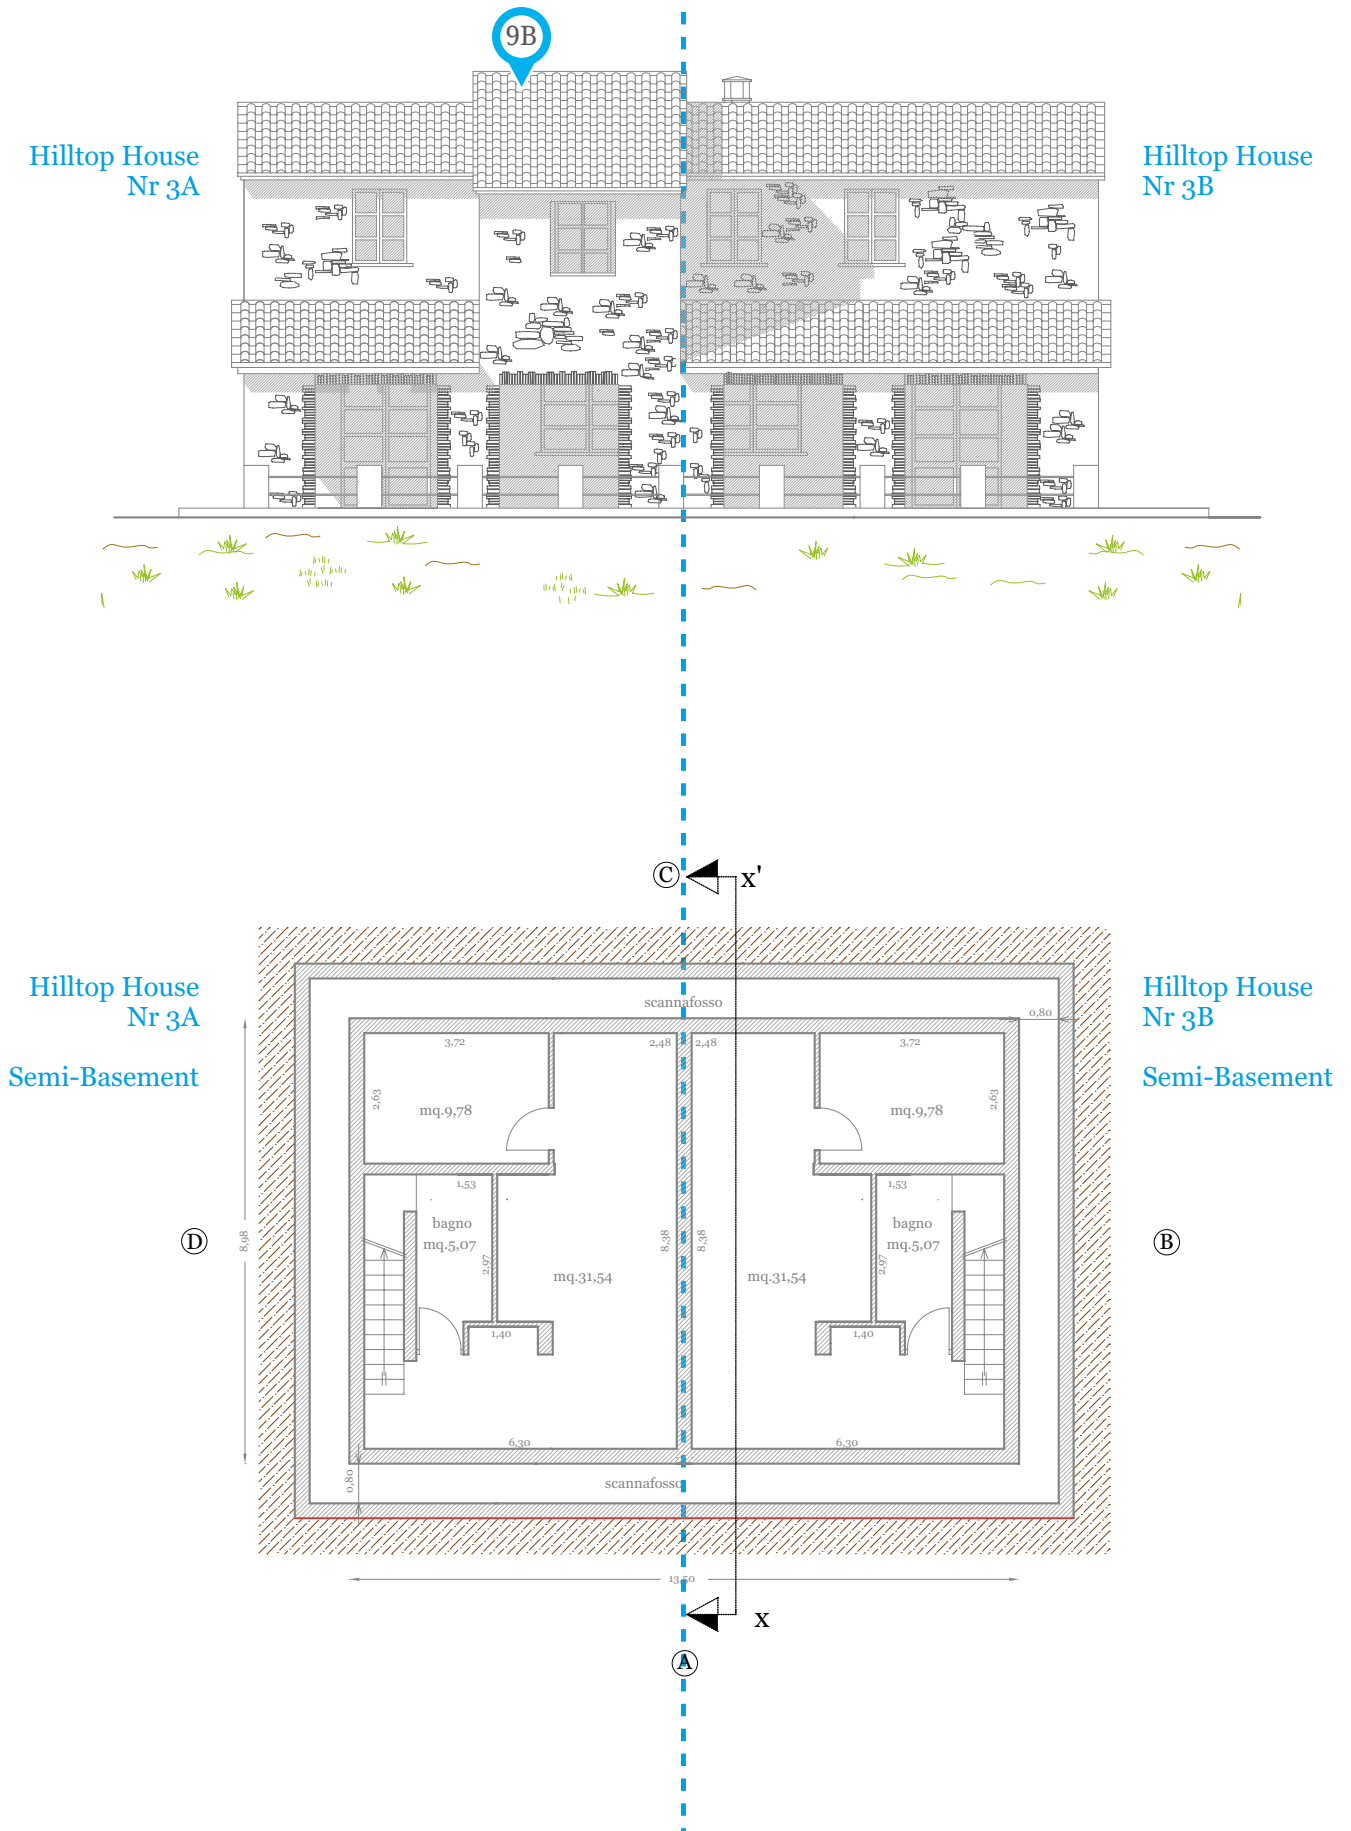 9B
Hilltop House
Nr 3A
Hilltop House
Nr 3B
C
x'
Hilltop House
Nr 3A
Semi-Basement
Hilltop House
Nr 3B
Semi-Basement
scannafosso
0,80
3,72
2,48
2,48
3,72
2,63
mq.9,78
mq.9,78
2,63
1,53
1,53
bagno
mq.5,07
bagno
mq.5,07
D
8,98
2,97
8,38
8,38
2,97
B
mq.31,54
mq.31,54
1,40
1,40
6,30
6,30
0,80
scannafosso
13,50
x
A